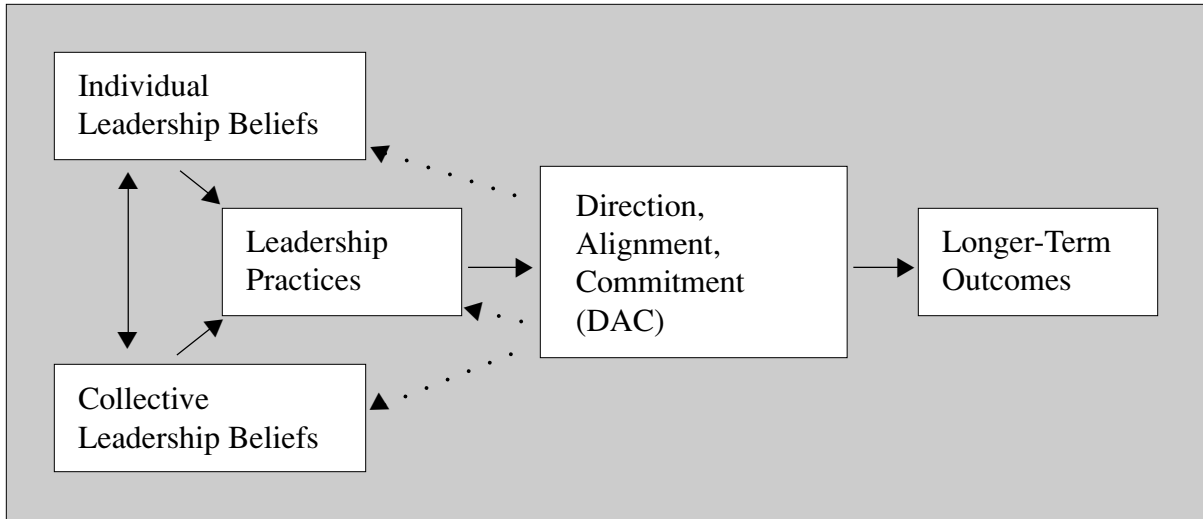 Individual
Leadership Beliefs
Leadership
Practices
Collective
Leadership Beliefs
Direction,
Alignment,
Commitment
(DAC)
Longer-Term
Outcomes